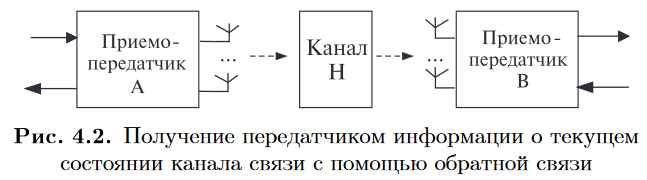 Приемо-
передатчик
А
...
Канал
Н
...
Приемо-
передатчик
В
Рис. 4.2. Получение передатчиком информации о текущем
состоянии канала связи с помощью обратной связи